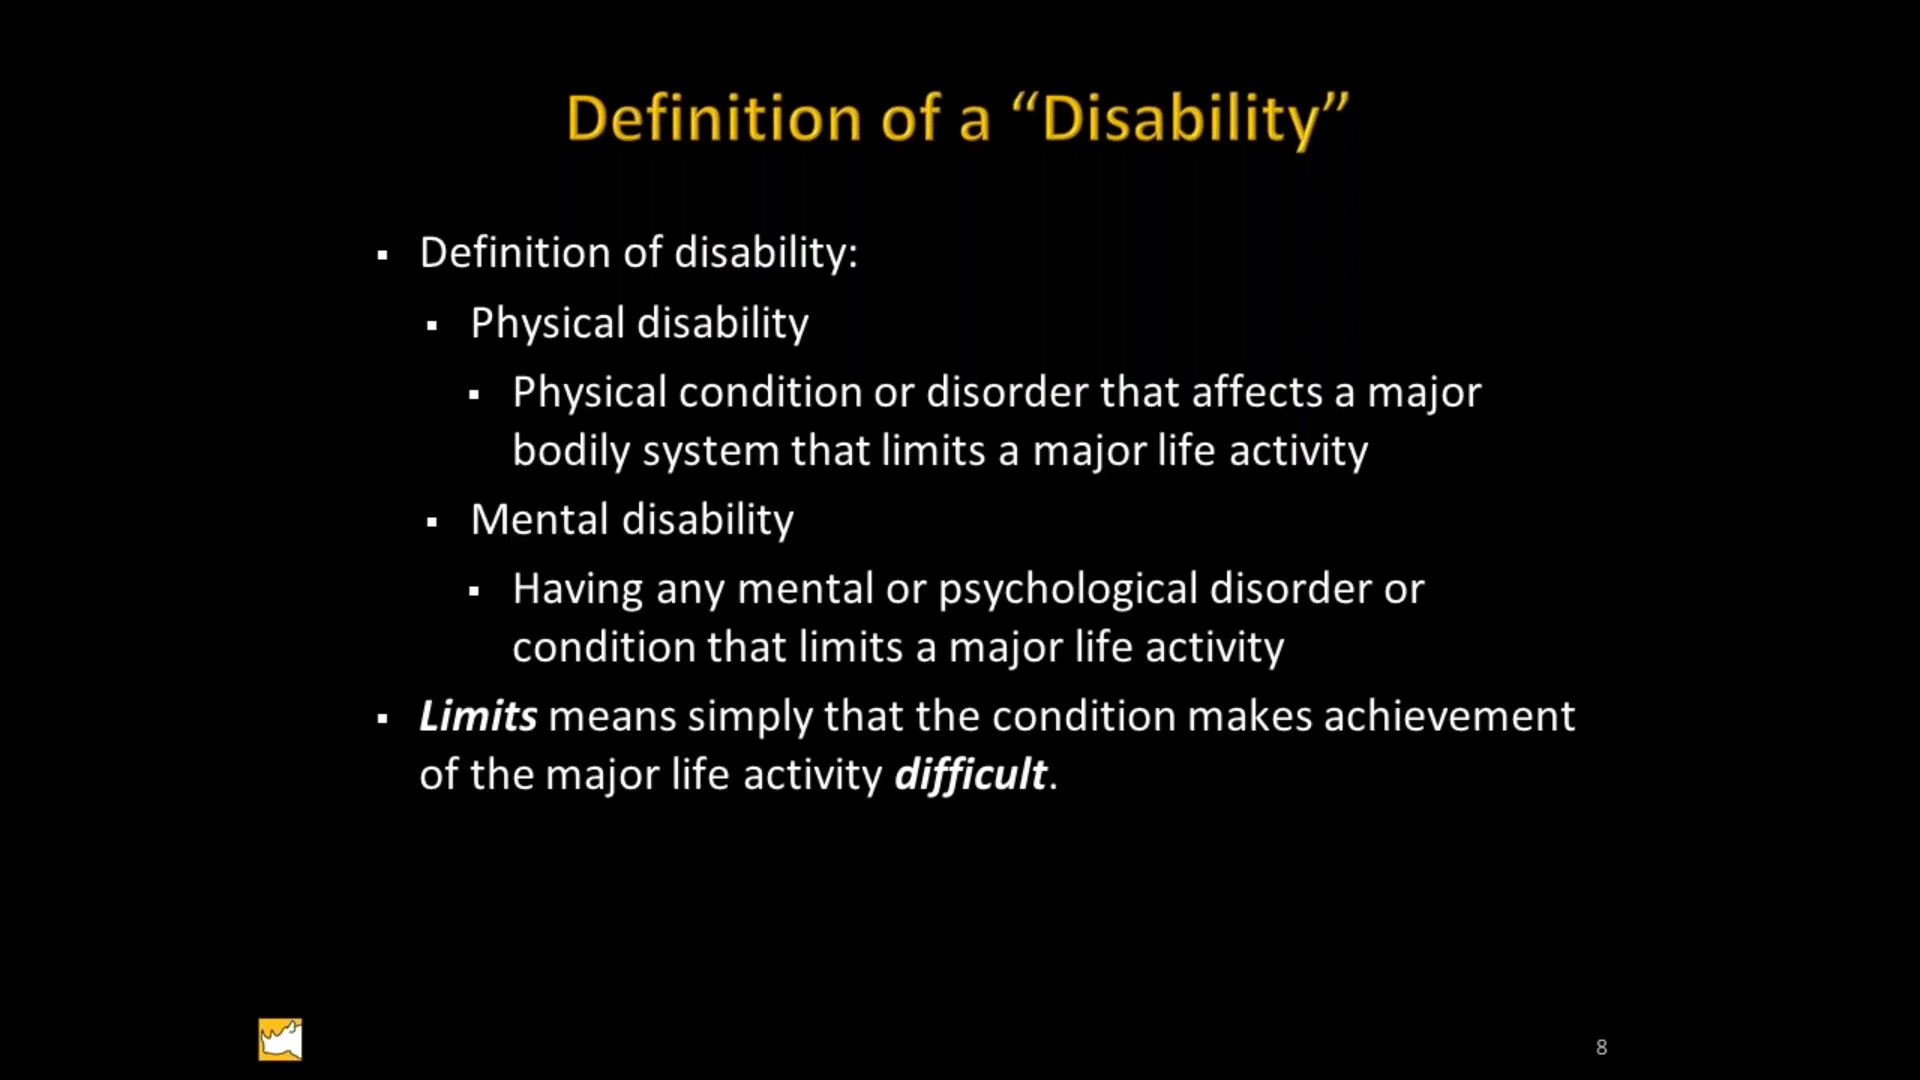 Definition of a “Disability”
▪ Definition of disability:
▪ Physical disability
▪ Physical condition or disorder that affects a major
bodily system that limits a major life activity
▪ Mental disability
▪ Having any mental or psychological disorder or
condition that limits a major life activity
▪ Limits means simply that the condition makes achievement
of the major life activity difficult.
8